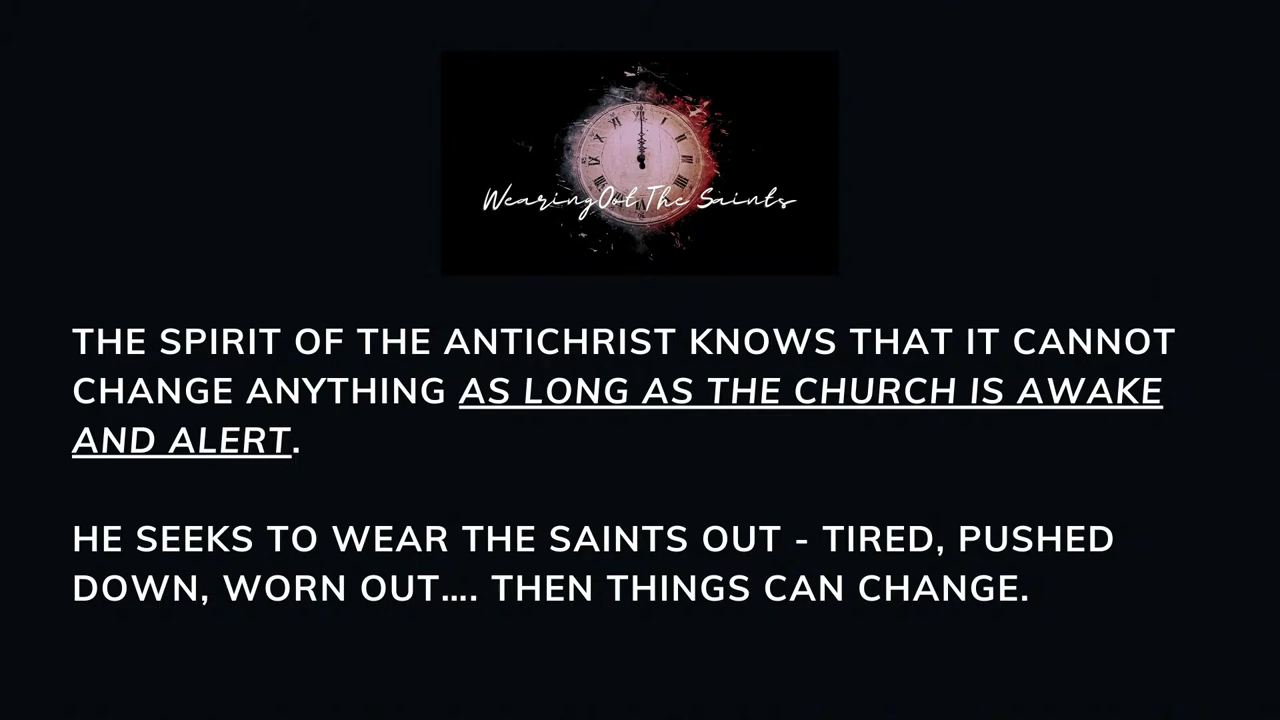 Wearing Out The Saints
THE SPIRIT OF THE ANTICHRIST KNOWS THAT IT CANNOT
CHANGE ANYTHING AS LONG AS THE CHURCH IS AWAKE
AND ALERT.
HE SEEKS TO WEAR THE SAINTS OUT - TIRED, PUSHED
DOWN, WORN OUT.... THEN THINGS CAN CHANGE.